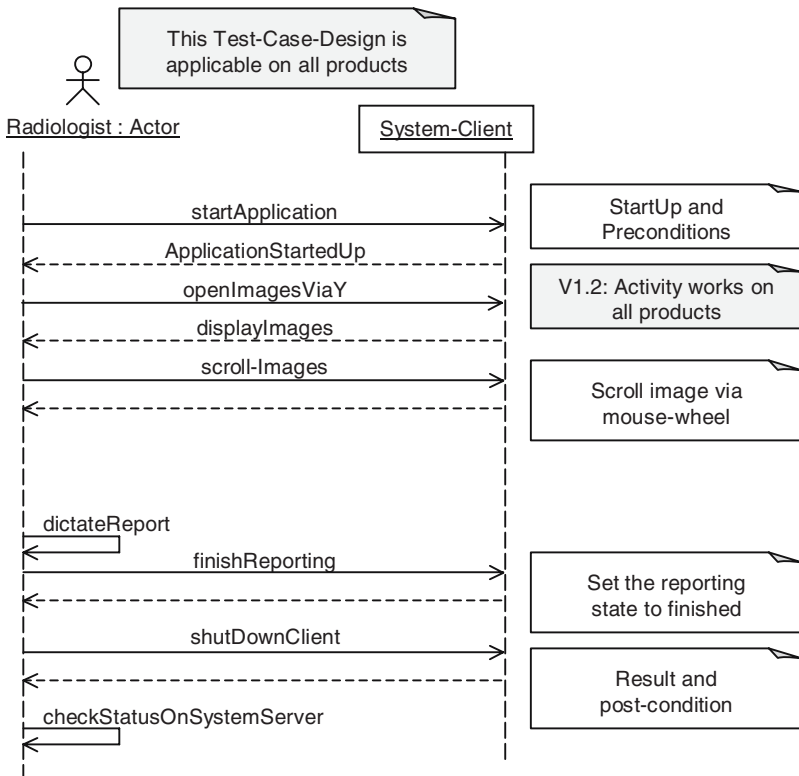 This Test-Case-Design is
applicable on all products
Radiologist : Actor
System-Client
startApplication
StartUp and
Preconditions
ApplicationStartedUp
openImagesViaY
V1.2: Activity works on
all products
displayImages
scroll-Images
Scroll image via
mouse-wheel
dictateReport
finishReporting
Set the reporting
state to finished
shutDownClient
Result and
post-condition
checkStatusOnSystemServer